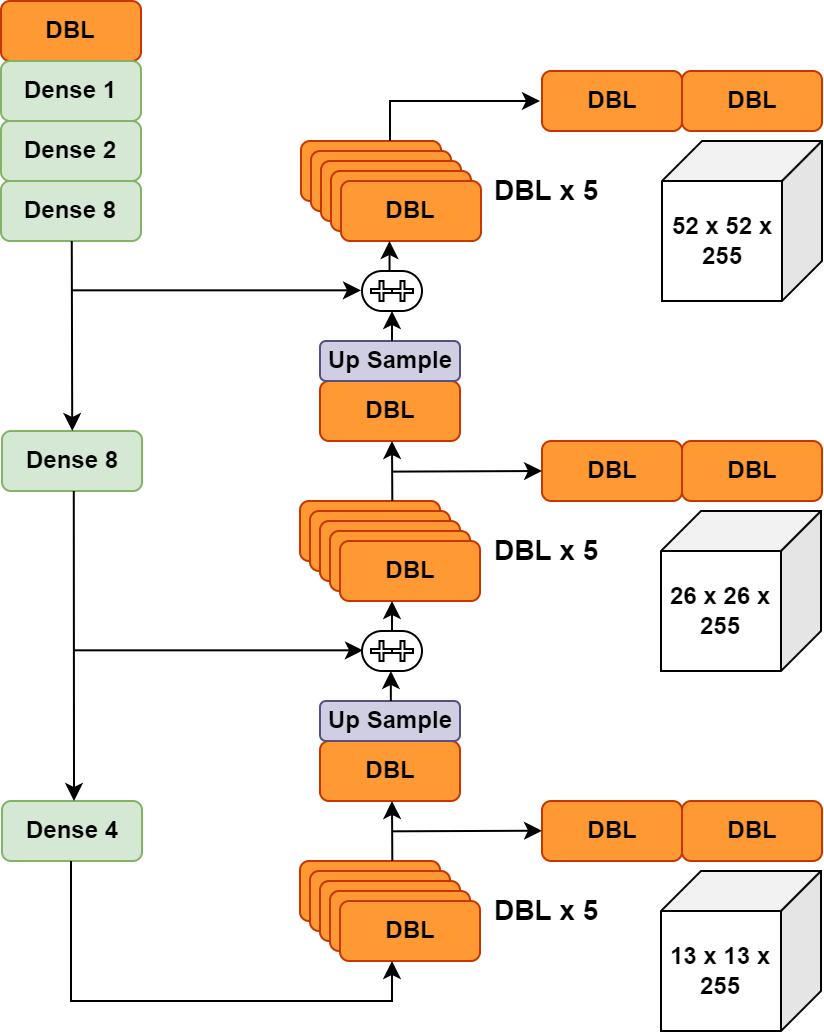 DBL
Dense 1
Dense 2
Dense 8
DBL
DBL
DBL x 5
DBL
52 x 52 x
255
++
Up Sample
DBL
Dense 8
DBL
DBL
DBL x 5
DBL
26 x 26 x
255
++
Up Sample
DBL
Dense 4
DBL
DBL
DBL x 5
DBL
13 x 13 x
255